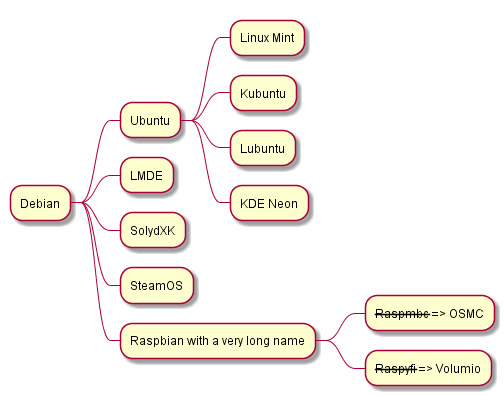 Debian
Ubuntu
Linux Mint
Kubuntu
Lubuntu
KDE Neon
LMDE
SolydXK
SteamOS
Raspbian with a very long name
Raspmbc => OSMC
Raspyfi => Volumio